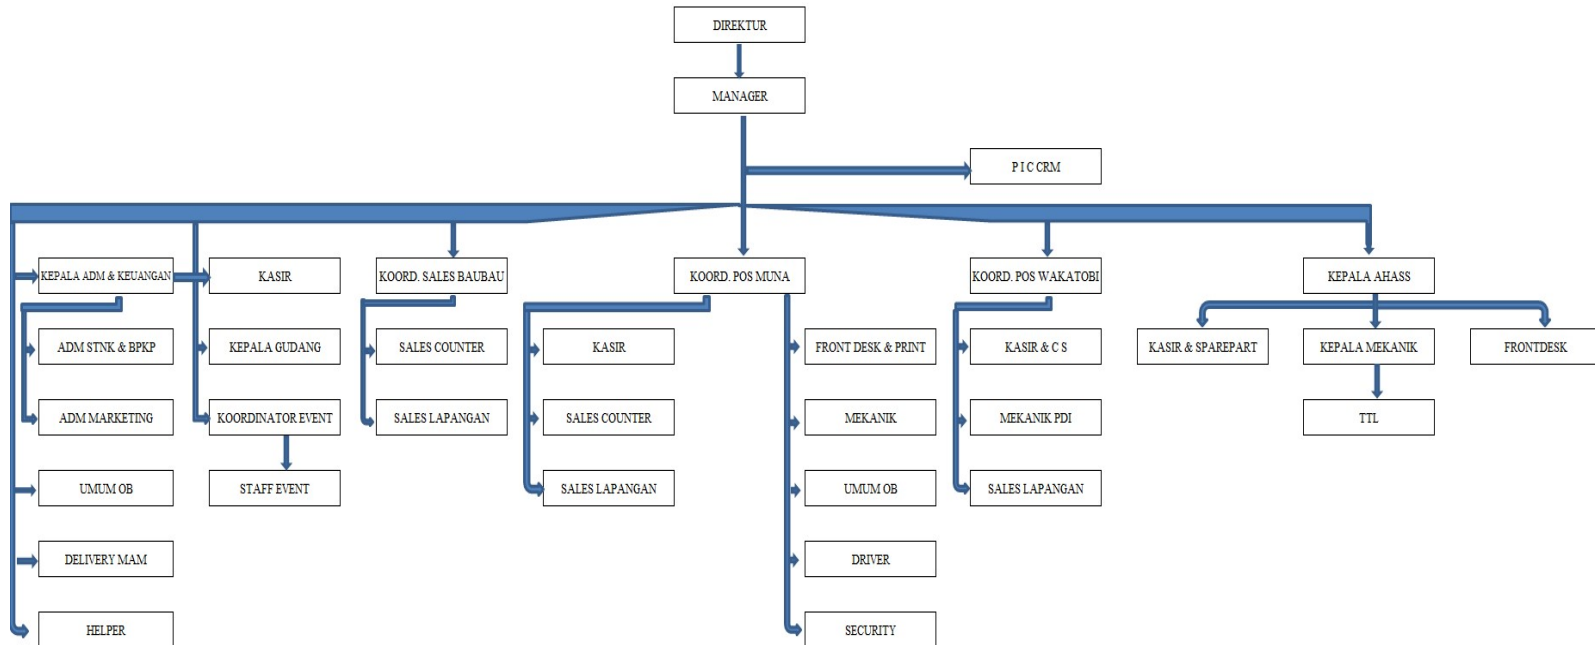 DIREKTUR
MANAGER
P I C CRM
KEPALA ADM & KEUANGAN
KASIR
KOORD. SALES BAUBAU
KOORD. POS MUNA
KOORD. POS WAKATOBI
KEPALA AHASS
ADM STNK & BPKP
KEPALA GUDANG
SALES COUNTER
KASIR
FRONT DESK & PRINT
KASIR & C S
KASIR & SPAREPART
KEPALA MEKANIK
FRONTDESK
ADM MARKETING
KOORDINATOR EVENT
SALES LAPANGAN
SALES COUNTER
MEKANIK
MEKANIK PDI
TTL
UMUM OB
STAFF EVENT
SALES LAPANGAN
UMUM OB
SALES LAPANGAN
DELIVERY MAM
DRIVER
HELPER
SECURITY